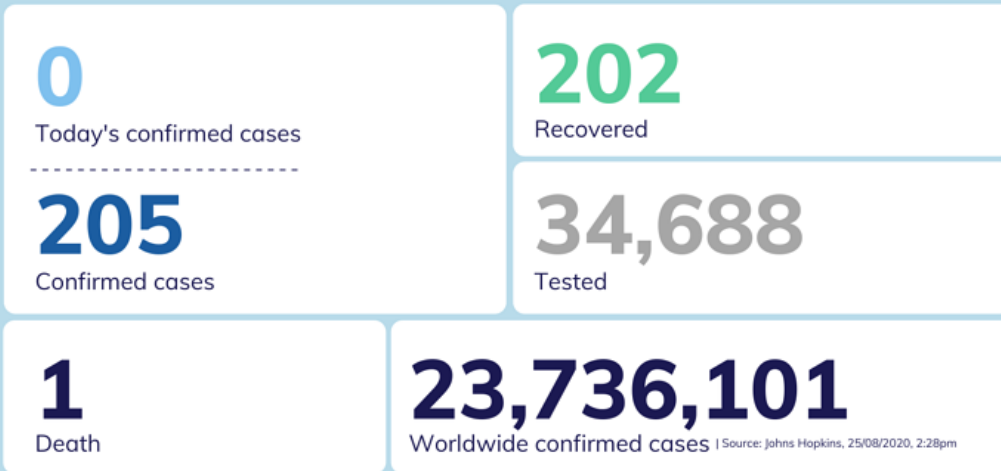 0
Today's confirmed cases
205
Confirmed cases
202
Recovered
34,688
Tested
1
Death
23,736,101
Worldwide confirmed cases | Source: Johns Hopkins, 25/08/2020, 2:28pm